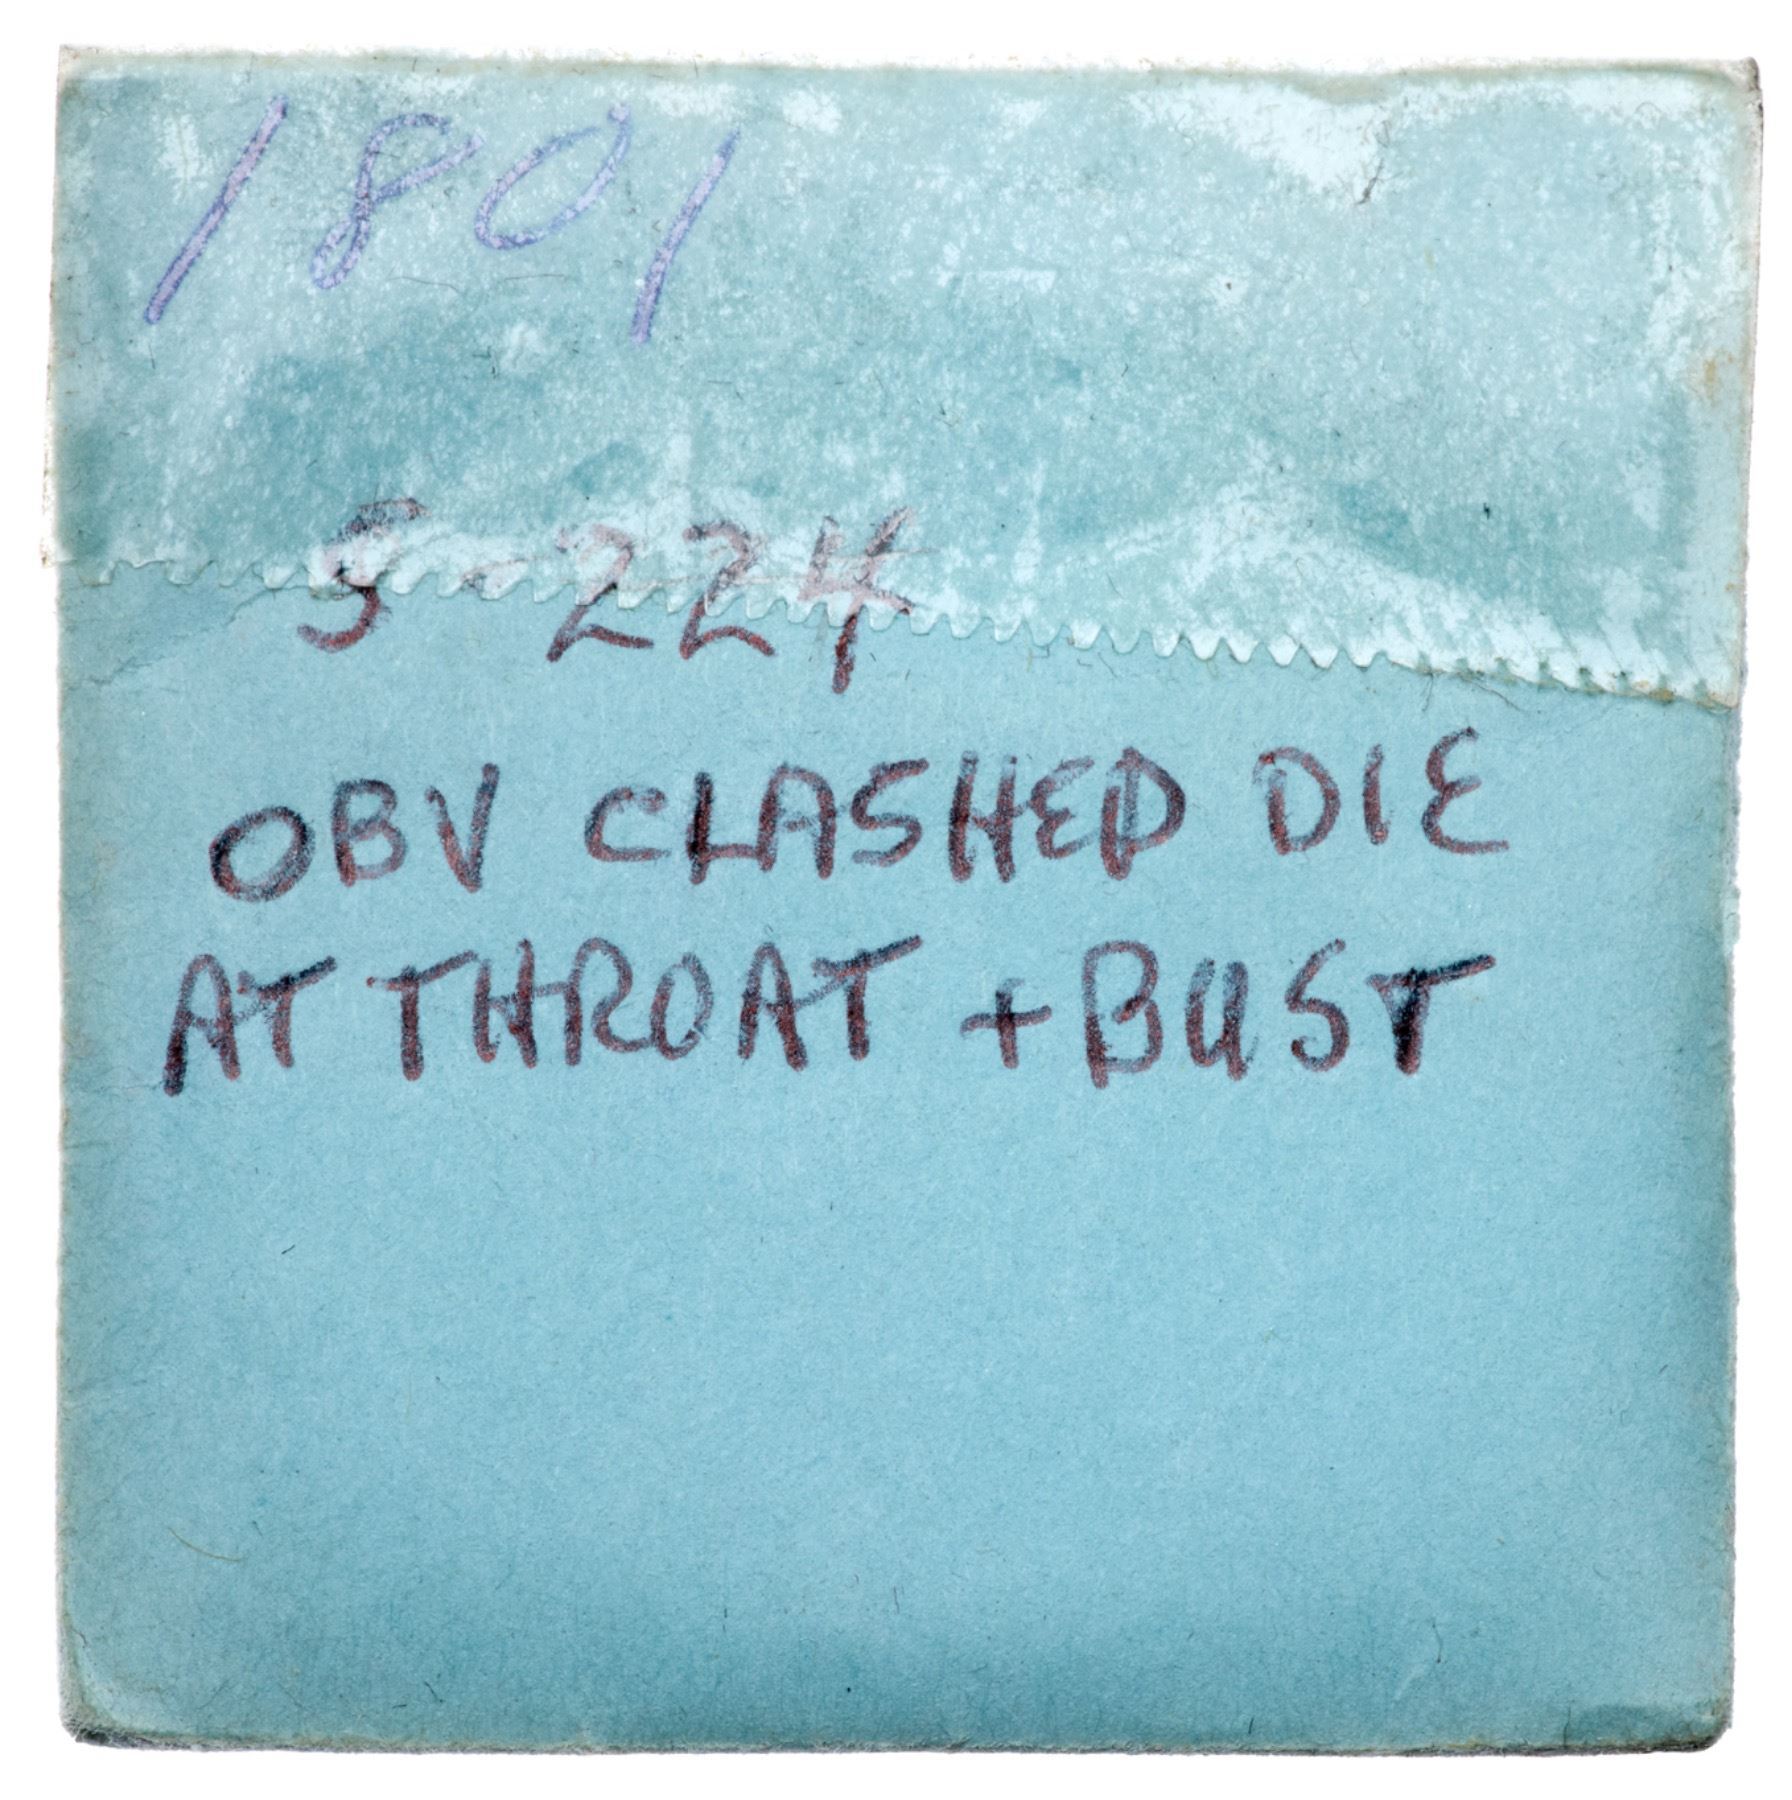 1801
S-224
OBV CLASHED DIE
AT THROAT + BUST